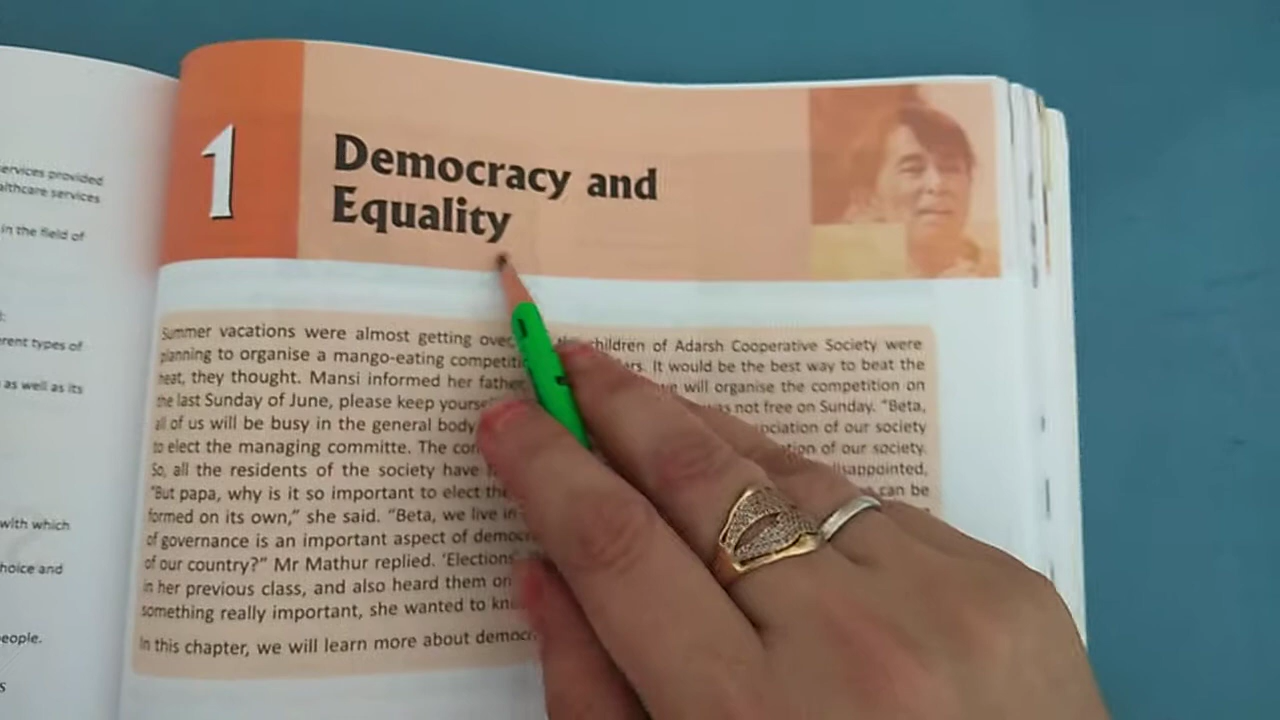 ervices provided
althcare services
in the field of
rent types of
as well as its
with which
hoice and
eople.
s
1
Democracy and
Equality
Summer vacations were almost getting over children of Adarsh Cooperative Society were
planning to organise a mango-eating It would be the best way to beat the
heat, they thought. Mansi informed her father will organise the competition on
the last Sunday of June, please keep not free on Sunday. "Beta,
all of us will be busy in the general body of our society
to elect the managing committe. The of our society.
So, all the residents of the society have disappointed,
"But papa, why is it so important to elect can be
formed on its own," she said. "Beta, we live in
of governance is an important aspect of
of our country?" Mr Mathur replied. 'Elections'
in her previous class, and also heard them on
something really important, she wanted to
In this chapter, we will learn more about